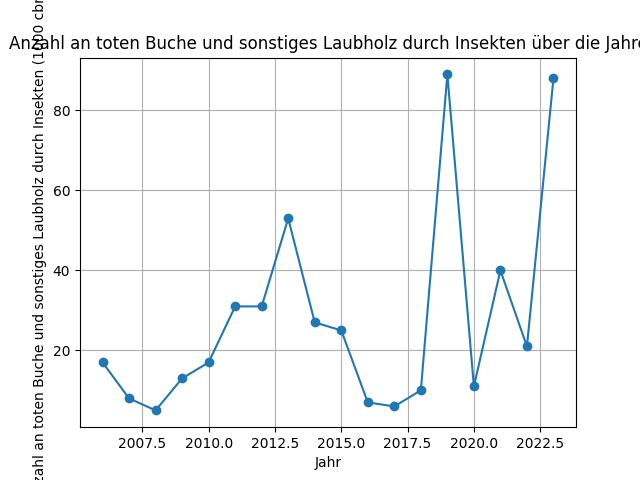 Anzahl an toten Buche und sonstiges Laubholz durch Insekten über die Jahre
zahl an toten Buche und sonstiges Laubholz durch Insekten (1000 cbm
80
60
40
20
2007.5 2010.0 2012.5 2015.0 2017.5 2020.0 2022.5
Jahr